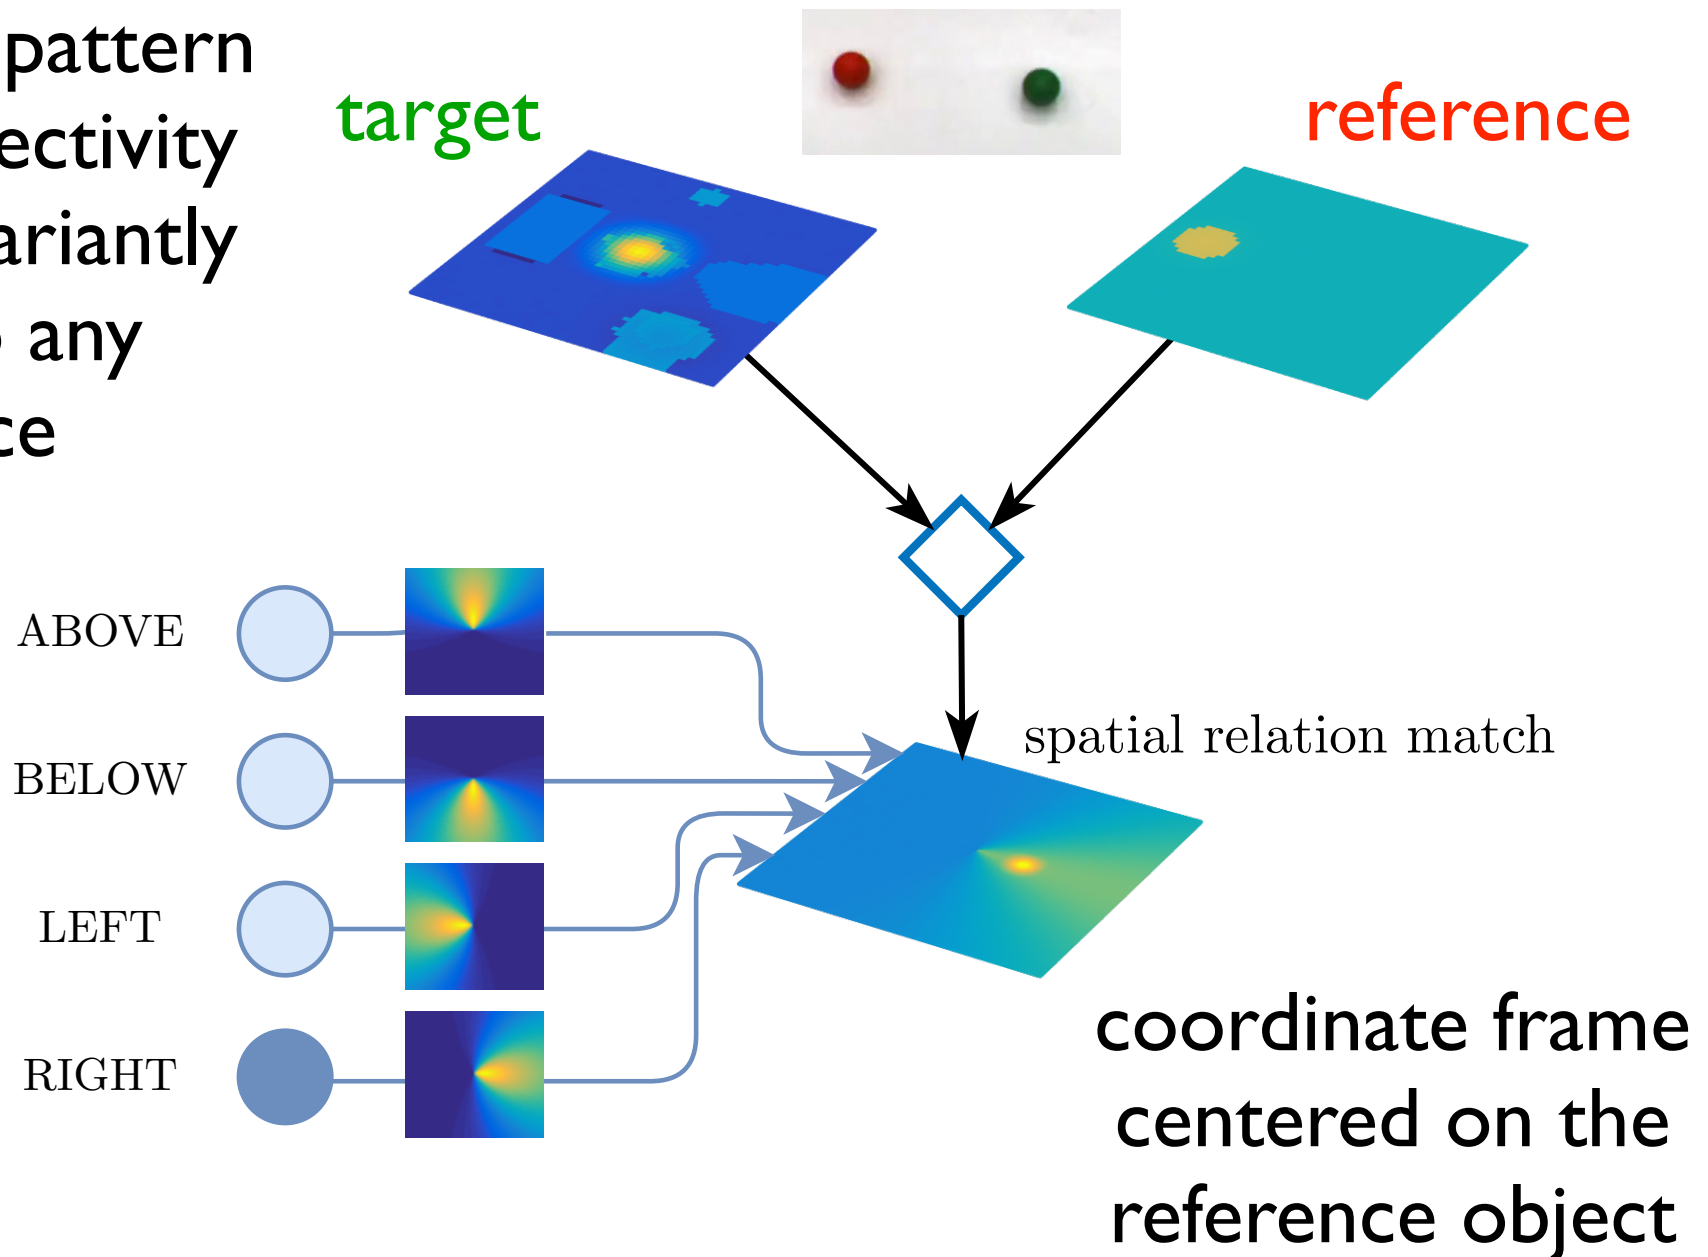 pattern
ectivity
ariantly
any
ce
target
reference
ABOVE
BELOW
LEFT
RIGHT
spatial relation match
coordinate frame
centered on the
reference object